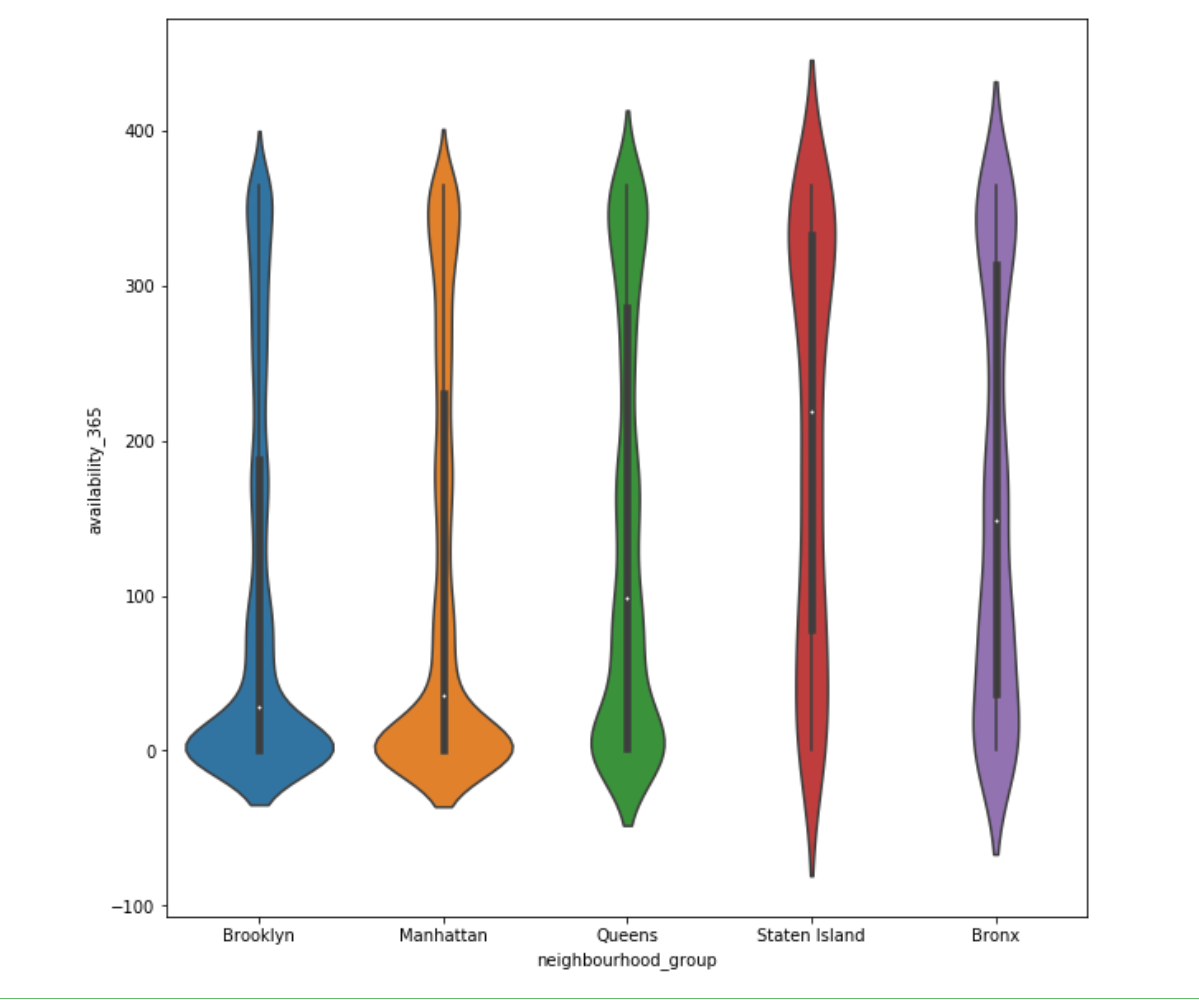 400
300
200
100
0
−100
availability_365
Brooklyn Manhattan Queens Staten Island Bronx
neighbourhood_group